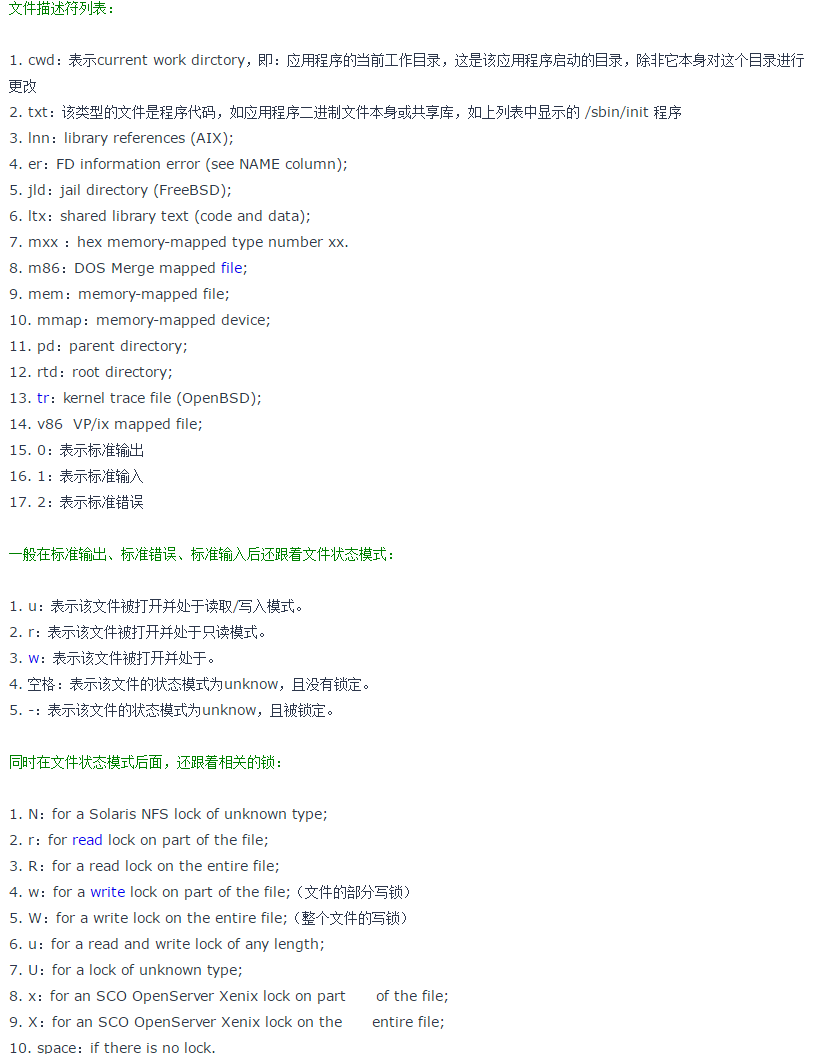 文件描述符列表：
1. cwd：表示current work dirctory，即：应用程序的当前工作目录，这是该应用程序启动的目录，除非它本身对这个目录进行
更改
2. txt：该类型的文件是程序代码，如应用程序二进制文件本身或共享库，如上列表中显示的 /sbin/init 程序
3. lnn：library references (AIX);
4. er：FD information error (see NAME column);
5. jld：jail directory (FreeBSD);
6. ltx：shared library text (code and data);
7. mxx ：hex memory-mapped type number xx.
8. m86：DOS Merge mapped file;
9. mem：memory-mapped file;
10. mmap：memory-mapped device;
11. pd：parent directory;
12. rtd：root directory;
13. tr：kernel trace file (OpenBSD);
14. v86  VP/ix mapped file;
15. 0：表示标准输出
16. 1：表示标准输入
17. 2：表示标准错误
一般在标准输出、标准错误、标准输入后还跟着文件状态模式：
1. u：表示该文件被打开并处于读取/写入模式。
2. r：表示该文件被打开并处于只读模式。
3. w：表示该文件被打开并处于。
4. 空格：表示该文件的状态模式为unknow，且没有锁定。
5. -：表示该文件的状态模式为unknow，且被锁定。
同时在文件状态模式后面，还跟着相关的锁：
1. N：for a Solaris NFS lock of unknown type;
2. r：for read lock on part of the file;
3. R：for a read lock on the entire file;
4. w：for a write lock on part of the file;（文件的部分写锁）
5. W：for a write lock on the entire file;（整个文件的写锁）
6. u：for a read and write lock of any length;
7. U：for a lock of unknown type;
8. x：for an SCO OpenServer Xenix lock on part      of the file;
9. X：for an SCO OpenServer Xenix lock on the      entire file;
10. space：if there is no lock.